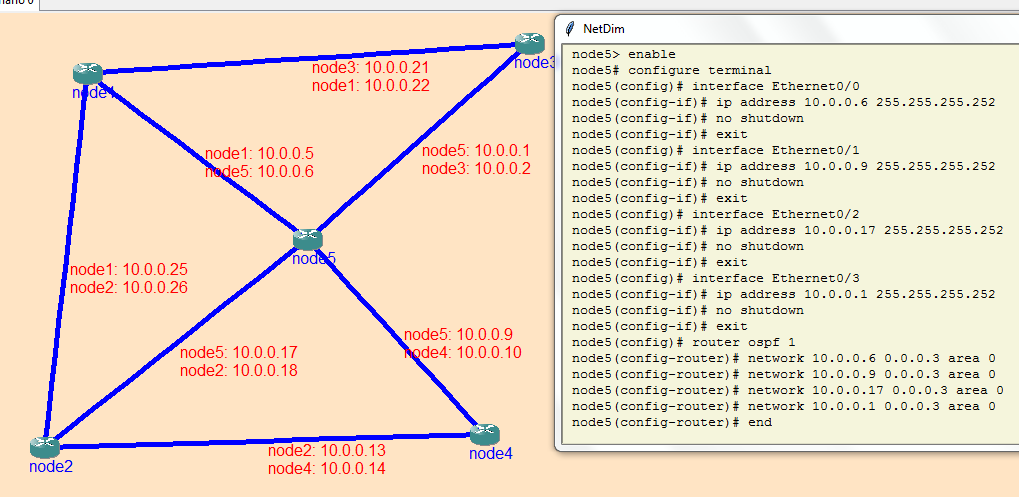 NetDim
node3: 10.0.0.21
node1: 10.0.0.22
node3
node1: 10.0.0.5
node5: 10.0.0.6
node5: 10.0.0.1
node3: 10.0.0.2
node5
node1: 10.0.0.25
node2: 10.0.0.26
node5: 10.0.0.17
node2: 10.0.0.18
node5: 10.0.0.9
node4: 10.0.0.10
node2: 10.0.0.13
node4: 10.0.0.14
node2
node4
node5> enable
node5# configure terminal
node5(config)# interface Ethernet0/0
node5(config-if)# ip address 10.0.0.6 255.255.255.252
node5(config-if)# no shutdown
node5(config-if)# exit
node5(config)# interface Ethernet0/1
node5(config-if)# ip address 10.0.0.9 255.255.255.252
node5(config-if)# no shutdown
node5(config-if)# exit
node5(config)# interface Ethernet0/2
node5(config-if)# ip address 10.0.0.17 255.255.255.252
node5(config-if)# no shutdown
node5(config-if)# exit
node5(config)# interface Ethernet0/3
node5(config-if)# ip address 10.0.0.1 255.255.255.252
node5(config-if)# no shutdown
node5(config-if)# exit
node5(config)# router ospf 1
node5(config-router)# network 10.0.0.6 0.0.0.3 area 0
node5(config-router)# network 10.0.0.9 0.0.0.3 area 0
node5(config-router)# network 10.0.0.17 0.0.0.3 area 0
node5(config-router)# network 10.0.0.1 0.0.0.3 area 0
node5(config-router)# end